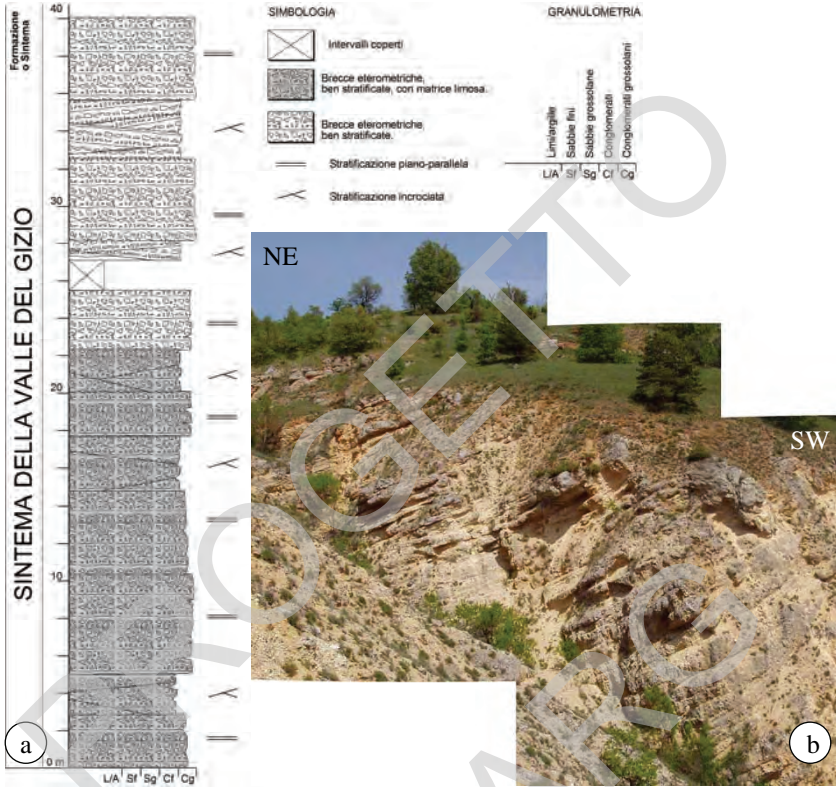 Formazione
o Sintema
SINTEMA DELLA VALLE DEL GIZIO
40
30
20
10
0 m
L/A Sf Sg Cf Cg
a
SIMBOLOGIA
Intervalli coperti
Brecce eterometriche,
ben stratificate, con matrice limosa.
Brecce eterometriche
ben stratificate.
Stratificazione piano-parallela
Stratificazione incrociata
GRANULOMETRIA
Limi/argille
Sabbie fini
Sabbie grossolane
Conglomerati
Conglomerati grossolani
L/A Sf Sg Cf Cg
NE
SW
b
PROGETTO
CARG